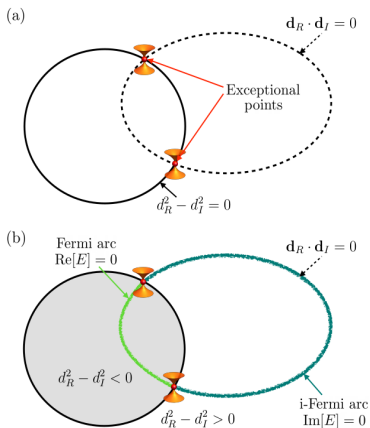 (a)
𝐝_R · 𝐝_I = 0
Exceptional
points
d_R^2 − d_I^2 = 0
(b)
Fermi arc
Re[E] = 0
𝐝_R · 𝐝_I = 0
d_R^2 − d_I^2 < 0
d_R^2 − d_I^2 > 0
i-Fermi arc
Im[E] = 0